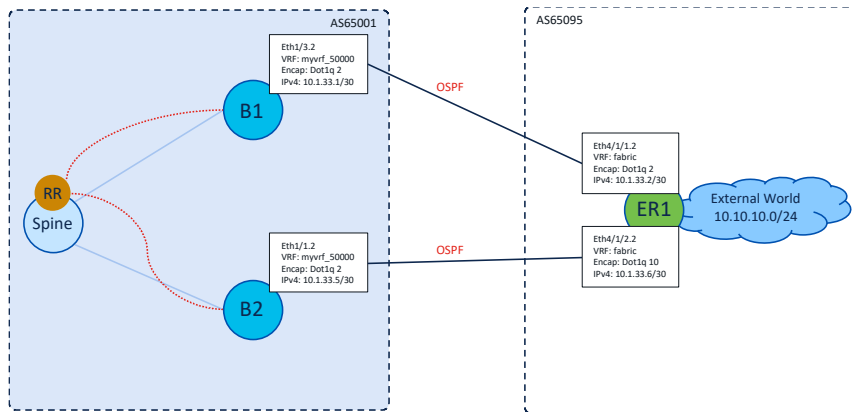 AS65001
AS65095
Eth1/3.2
VRF: myvrf_50000
Encap: Dot1q 2
IPv4: 10.1.33.1/30
OSPF
B1
Eth4/1/1.2
VRF: fabric
Encap: Dot1q 2
IPv4: 10.1.33.2/30
RR
Spine
ER1
External World
10.10.10.0/24
Eth1/1.2
VRF: myvrf_50000
Encap: Dot1q 2
IPv4: 10.1.33.5/30
OSPF
Eth4/1/2.2
VRF: fabric
Encap: Dot1q 10
IPv4: 10.1.33.6/30
B2